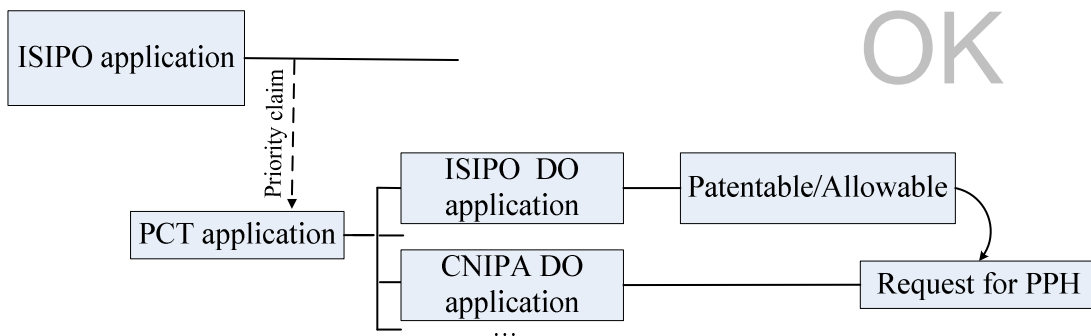 OK
ISIPO application
Priority claim
ISIPO DO
application
Patentable/Allowable
PCT application
CNIPA DO
application
Request for PPH
...